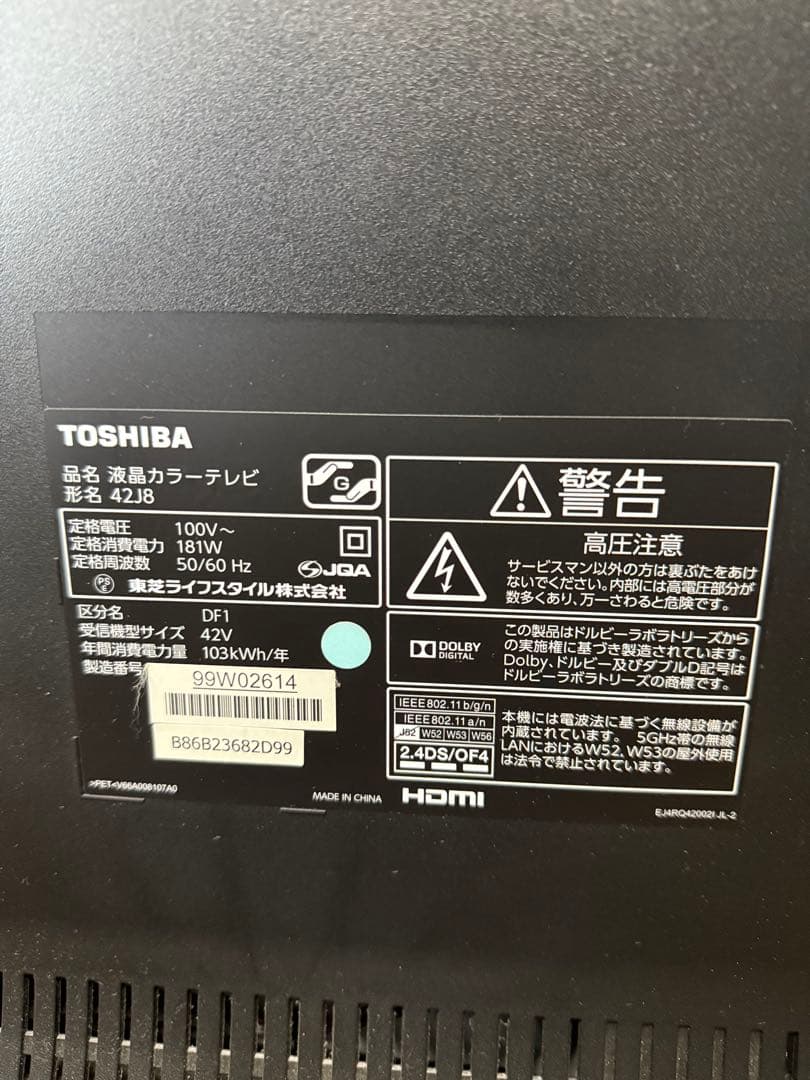 TOSHIBA
品名 液晶カラーテレビ
形名 42J8
G
定格電圧 100V～
定格消費電力 181W
定格周波数 50/60 Hz
JQA
PS
E
東芝ライフスタイル株式会社
区分名 DF1
受信機型サイズ 42V
年間消費電力量 103kWh/年
製造番号
99W02614
B86B23682D99
>PET<V66A008107A0
MADE IN CHINA
警告
高圧注意
サービスマン以外の方は裏ぶたをあけ
ないでください。内部には高電圧部分が
数多くあり、万一さわると危険です。
DOLBY
DIGITAL
この製品はドルビーラボラトリーズから
の実施権に基づき製造されています。
Dolby、ドルビー及びダブルD記号は
ドルビーラボラトリーズの商標です。
IEEE802.11 b/g/n
IEEE802.11 a/n
J52 W52 W53 W56
2.4DS/OF4
本機には電波法に基づく無線設備が
内蔵されています。 5GHz帯の無線
LANにおけるW52、W53の屋外使用
は法令で禁止されています。
HDMI
EJ4RQ42002I JL-2